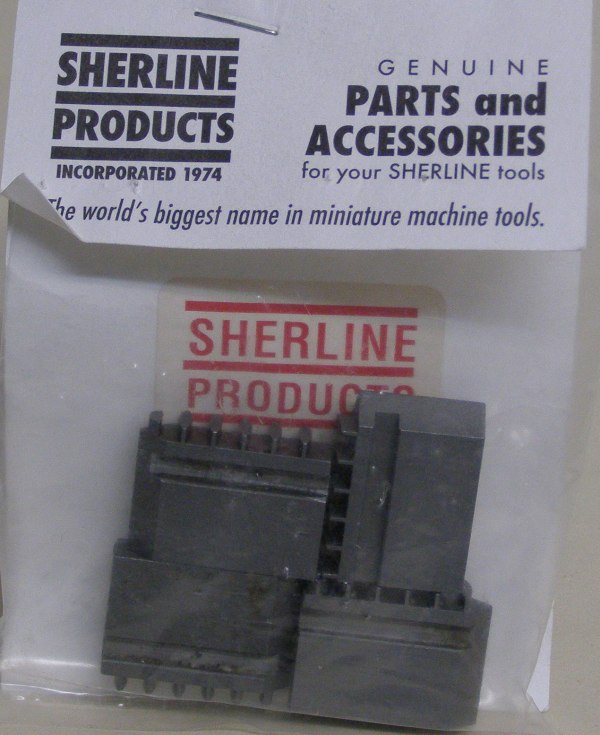 SHERLINE
PRODUCTS
INCORPORATED 1974
GENUINE
PARTS and
ACCESSORIES
for your SHERLINE tools
The world's biggest name in miniature machine tools.
SHERLINE
PRODUCTS